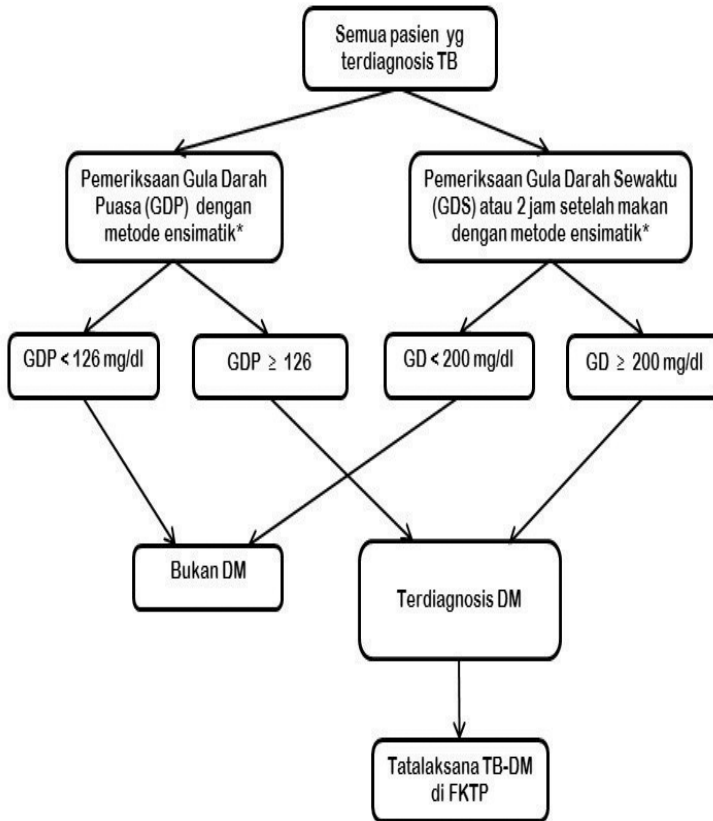 Semua pasien yg
terdiagnosis TB
Pemeriksaan Gula Darah
Puasa (GDP) dengan
metode ensimatik*
Pemeriksaan Gula Darah Sewaktu
(GDS) atau 2 jam setelah makan
dengan metode ensimatik*
GDP < 126 mg/dl
GDP ≥ 126
GD < 200 mg/dl
GD ≥ 200 mg/dl
Bukan DM
Terdiagnosis DM
Tatalaksana TB-DM
di FKTP